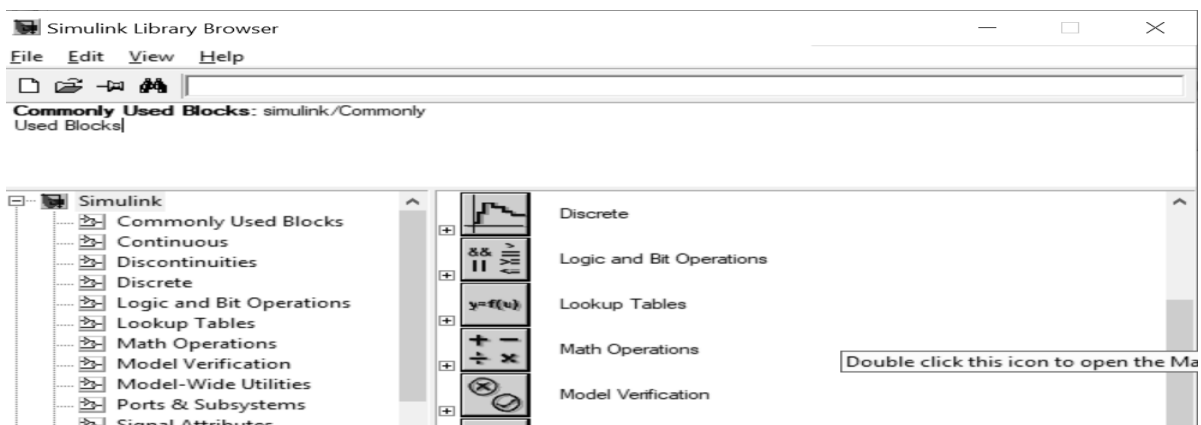 Simulink Library Browser
File Edit View Help
Commonly Used Blocks: simulink/Commonly
Used Blocks
Simulink
Commonly Used Blocks
Continuous
Discontinuities
Discrete
Logic and Bit Operations
Lookup Tables
Math Operations
Model Verification
Model-Wide Utilities
Ports & Subsystems
Signal Attributes
Discrete
&& > || >= <=
Logic and Bit Operations
y=f(u)
Lookup Tables
+ − ÷ ×
Math Operations
Double click this icon to open the Ma
Model Verification